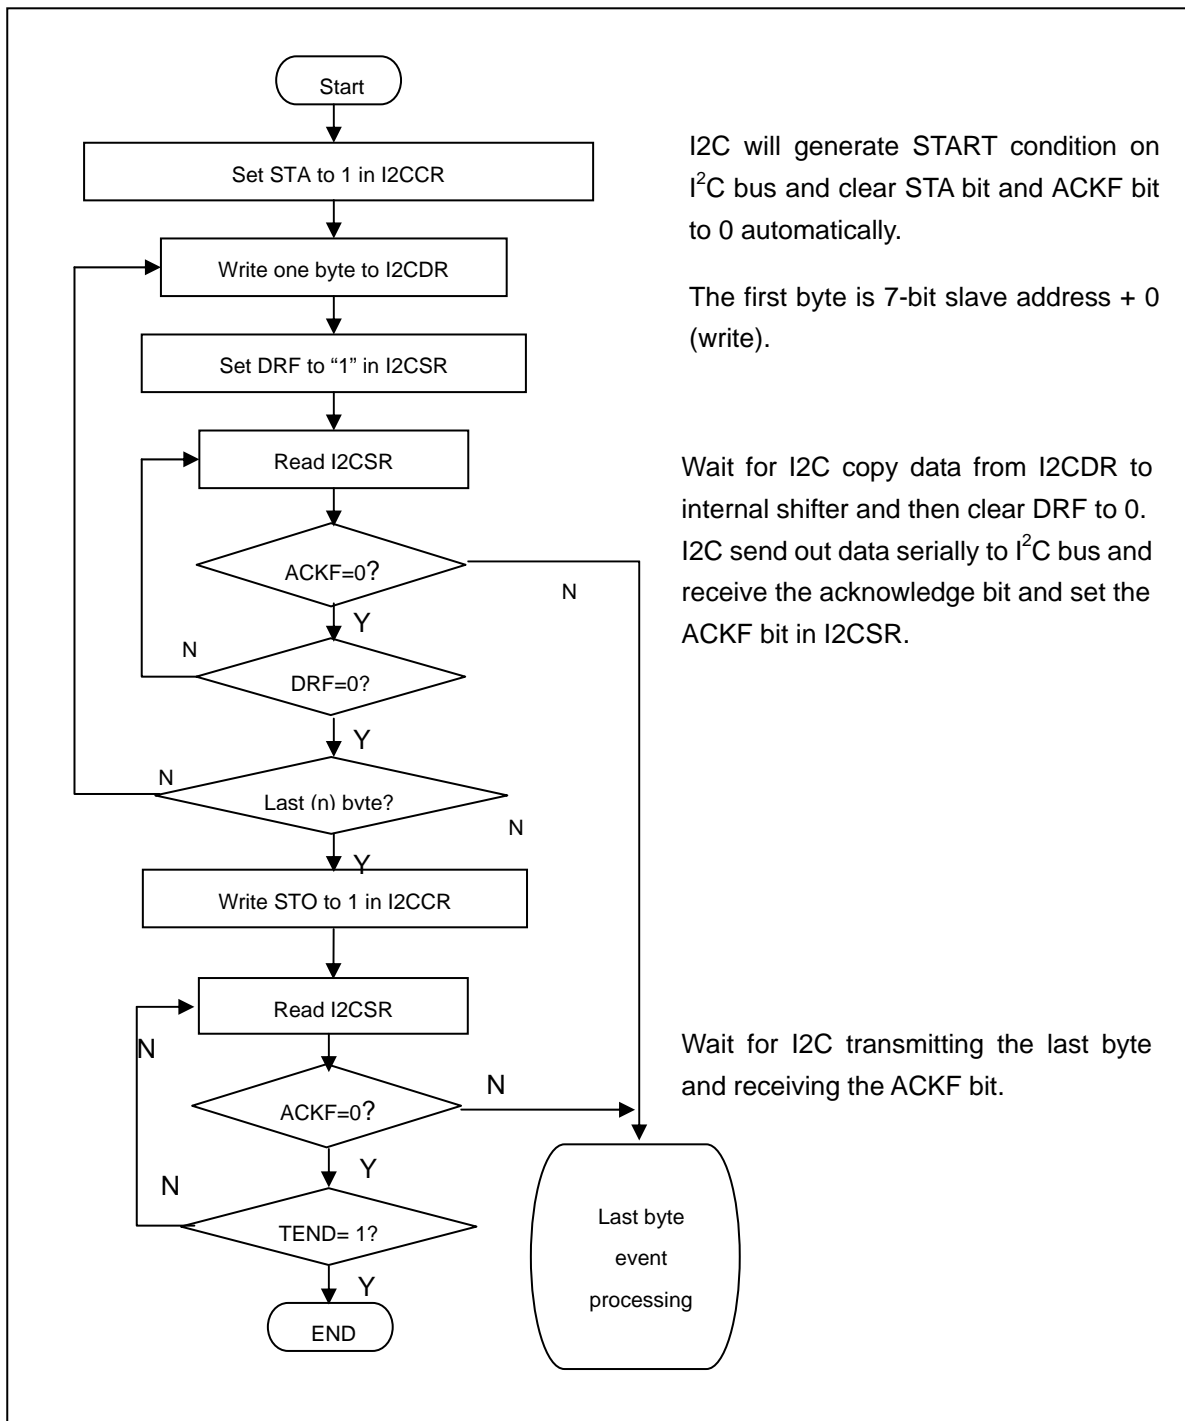 Start
Set STA to 1 in I2CCR
I2C will generate START condition on
I²C bus and clear STA bit and ACKF bit
to 0 automatically.
Write one byte to I2CDR
The first byte is 7-bit slave address + 0
(write).
Set DRF to “1” in I2CSR
Read I2CSR
Wait for I2C copy data from I2CDR to
internal shifter and then clear DRF to 0.
I2C send out data serially to I²C bus and
receive the acknowledge bit and set the
ACKF bit in I2CSR.
ACKF=0?
N
Y
N
DRF=0?
Y
N
Last (n) byte?
N
Y
Write STO to 1 in I2CCR
Read I2CSR
N
Wait for I2C transmitting the last byte
and receiving the ACKF bit.
ACKF=0?
N
Y
N
TEND= 1?
Y
END
Last byte
event
processing